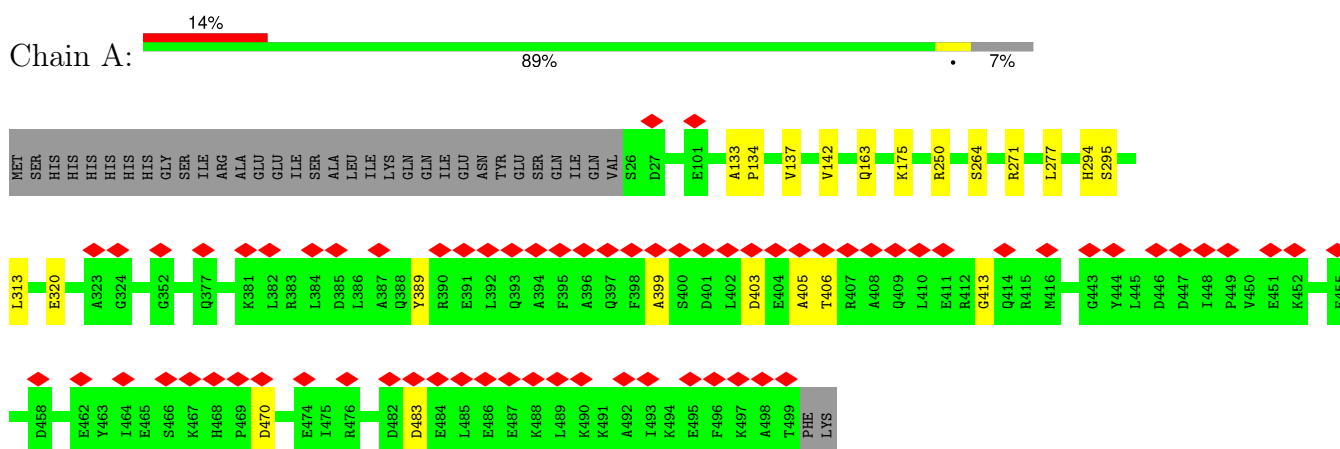 14%
Chain A:
89% • 7%
MET SER HIS HIS HIS HIS HIS HIS GLY SER ILE ARG ALA GLU GLU ILE SER ALA LEU ILE LYS GLN GLN ILE GLU ASN TYR GLU SER GLN ILE GLN VAL S26 D27 E101 A133 P134 V137 V142 Q163 K175 R250 S264 R271 L277 H294 S295
L313 E320 A323 G324 G352 Q377 K381 L382 R383 L384 D385 L386 A387 Q388 Y389 R390 E391 L392 Q393 A394 F395 A396 Q397 F398 A399 S400 D401 L402 D403 E404 A405 T406 R407 A408 Q409 L410 E411 R412 G413 Q414 R415 M416 G443 Y444 L445 D446 D447 I448 P449 V450 E451 K452
D458 E462 Y463 I464 E465 S466 K467 H468 P469 D470 E474 I475 R476 D482 D483 E484 L485 E486 E487 K488 L489 K490 K491 A492 I493 K494 E495 F496 K497 A498 T499 PHE LYS